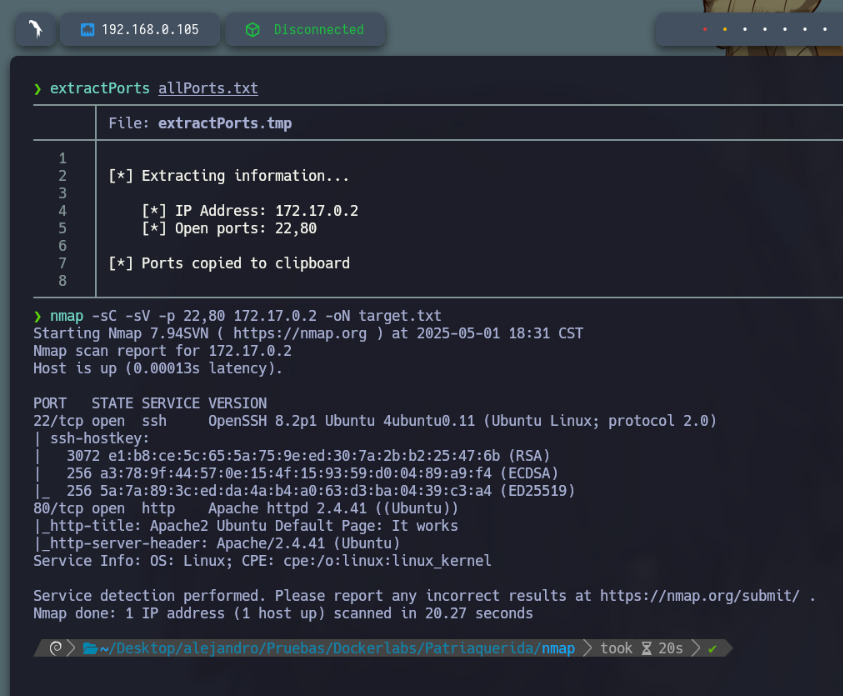 192.168.0.105 Disconnected
❯ extractPorts allPorts.txt
File: extractPorts.tmp
1
2 [*] Extracting information...
3
4 [*] IP Address: 172.17.0.2
5 [*] Open ports: 22,80
6
7 [*] Ports copied to clipboard
8
❯ nmap -sC -sV -p 22,80 172.17.0.2 -oN target.txt
Starting Nmap 7.94SVN ( https://nmap.org ) at 2025-05-01 18:31 CST
Nmap scan report for 172.17.0.2
Host is up (0.00013s latency).
PORT   STATE SERVICE VERSION
22/tcp open  ssh     OpenSSH 8.2p1 Ubuntu 4ubuntu0.11 (Ubuntu Linux; protocol 2.0)
| ssh-hostkey:
|   3072 e1:b8:ce:5c:65:5a:75:9e:ed:30:7a:2b:b2:25:47:6b (RSA)
|   256 a3:78:9f:44:57:0e:15:4f:15:93:59:d0:04:89:a9:f4 (ECDSA)
|_  256 5a:7a:89:3c:ed:da:4a:b4:a0:63:d3:ba:04:39:c3:a4 (ED25519)
80/tcp open  http    Apache httpd 2.4.41 ((Ubuntu))
|_http-title: Apache2 Ubuntu Default Page: It works
|_http-server-header: Apache/2.4.41 (Ubuntu)
Service Info: OS: Linux; CPE: cpe:/o:linux:linux_kernel
Service detection performed. Please report any incorrect results at https://nmap.org/submit/ .
Nmap done: 1 IP address (1 host up) scanned in 20.27 seconds
~/Desktop/alejandro/Pruebas/Dockerlabs/Patriaquerida/nmap took 20s ✔